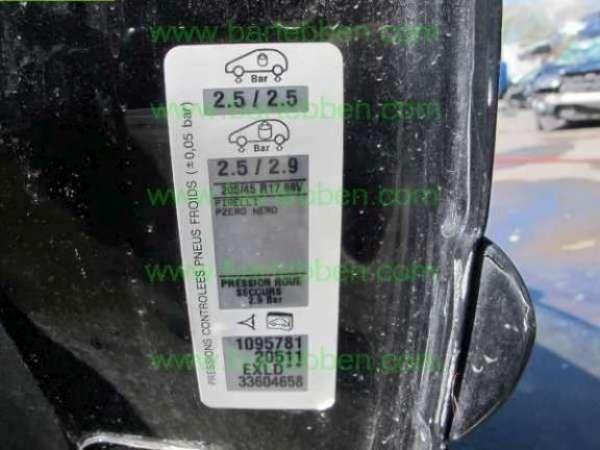 Bar
2.5 / 2.5
Bar
2.5 / 2.9
205/45 R17 88V
PIRELLI
PZERO NERO
PRESSION ROUE
SECOURS
2.9 Bar
1095781
20511
EXLD**
33604658
PRESSIONS CONTROLEES PNEUS FROIDS (±0,05 bar)
www.bartebben.com
www.bartebben.com
www.bartebben.com
www.bartebben.com
www.bartebben.com